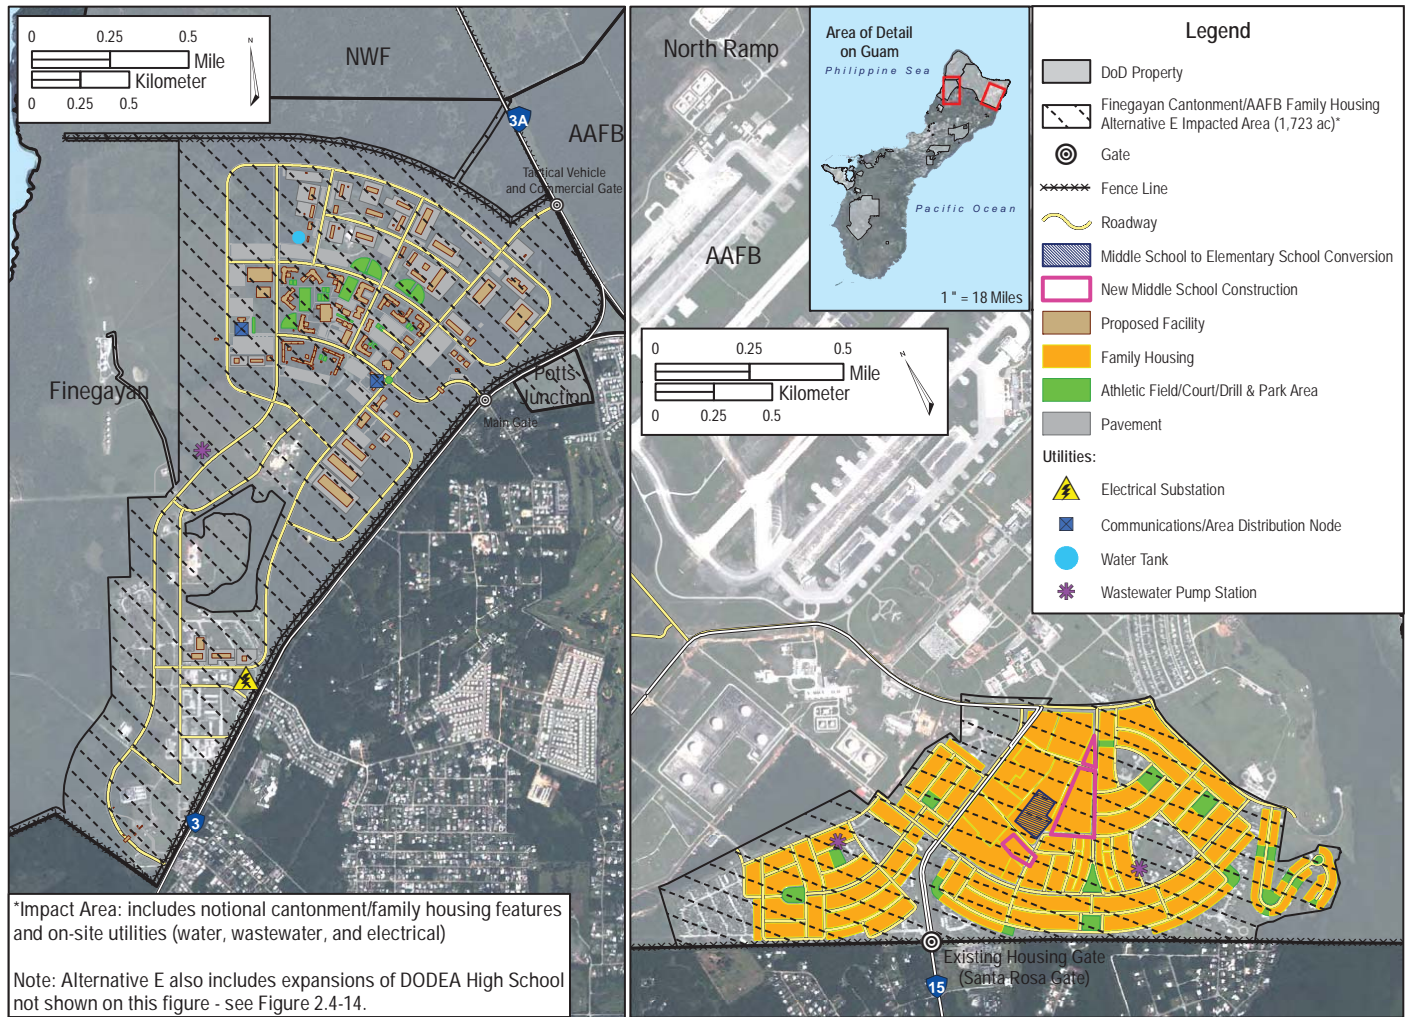 0
0.25
0.5
Mile
Kilometer
0
0.25
0.5
N
NWF
3A
AAFB
Tactical Vehicle
and Commercial Gate
Finegayan
Potts
Junction
Main Gate
3
*Impact Area: includes notional cantonment/family housing features
and on-site utilities (water, wastewater, and electrical)
Note: Alternative E also includes expansions of DODEA High School
not shown on this figure - see Figure 2.4-14.
North Ramp
AAFB
Area of Detail
on Guam
Philippine Sea
Pacific Ocean
1 " = 18 Miles
0
0.25
0.5
Mile
Kilometer
0
0.25
0.5
N
Existing Housing Gate
(Santa Rosa Gate)
15
Legend
DoD Property
Finegayan Cantonment/AAFB Family Housing
Alternative E Impacted Area (1,723 ac)*
Gate
Fence Line
Roadway
Middle School to Elementary School Conversion
New Middle School Construction
Proposed Facility
Family Housing
Athletic Field/Court/Drill & Park Area
Pavement
Utilities:
Electrical Substation
Communications/Area Distribution Node
Water Tank
Wastewater Pump Station